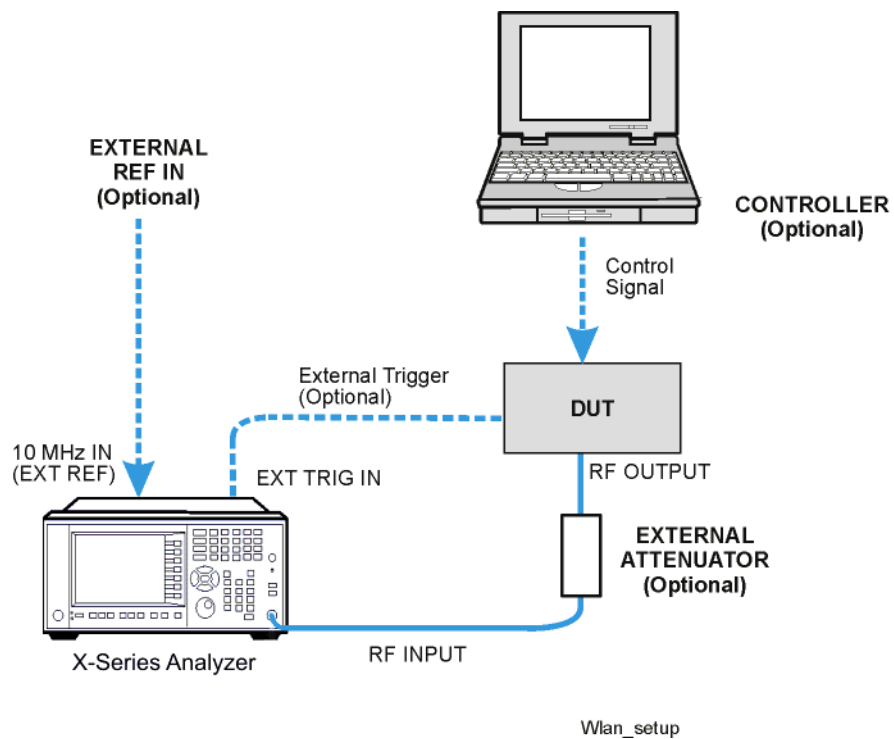 EXTERNAL
REF IN
(Optional)
CONTROLLER
(Optional)
Control
Signal
External Trigger
(Optional)
DUT
10 MHz IN
(EXT REF)
EXT TRIG IN
RF OUTPUT
EXTERNAL
ATTENUATOR
(Optional)
RF INPUT
X-Series Analyzer
Wlan_setup